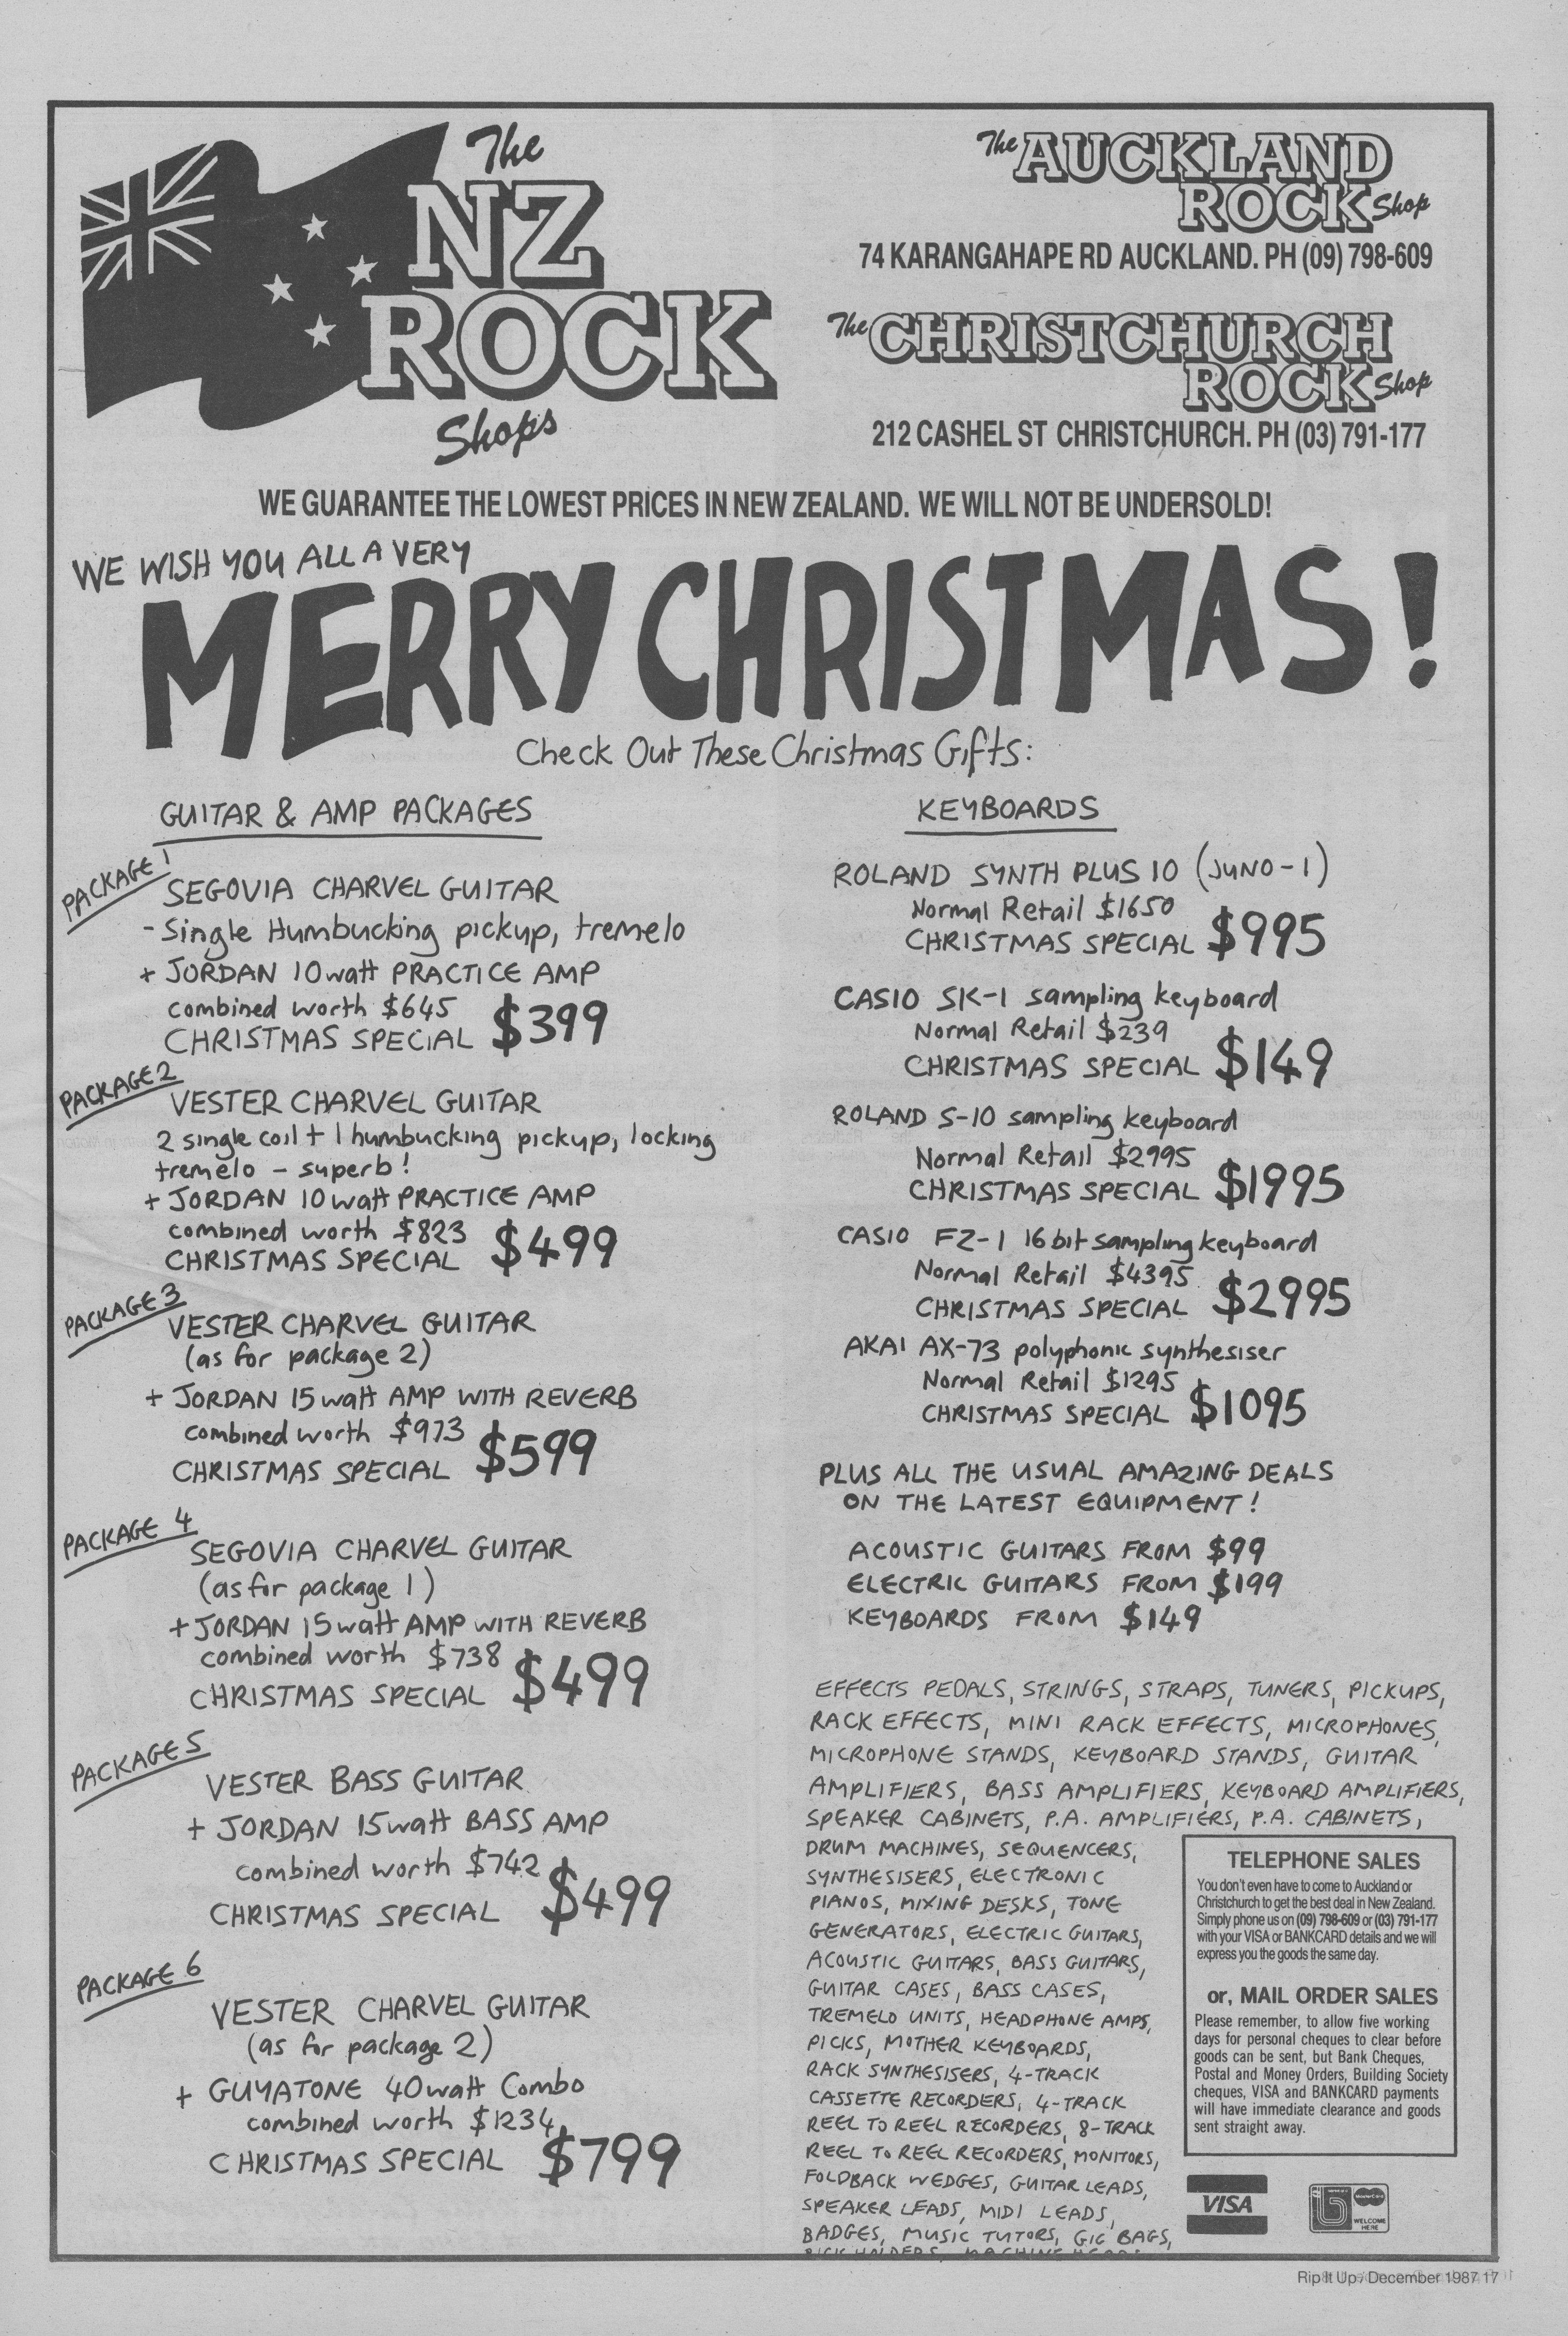 The
NZ
ROCK
Shops
The AUCKLAND
ROCK Shop
74 KARANGAHAPE RD AUCKLAND. PH (09) 798-609
The CHRISTCHURCH
ROCK Shop
212 CASHEL ST CHRISTCHURCH. PH (03) 791-177
WE GUARANTEE THE LOWEST PRICES IN NEW ZEALAND. WE WILL NOT BE UNDERSOLD!
WE WISH YOU ALL A VERY
MERRY CHRISTMAS!
Check Out These Christmas Gifts:
GUITAR & AMP PACKAGES
PACKAGE 1
SEGOVIA CHARVEL GUITAR
- Single Humbucking pickup, tremelo
+ JORDAN 10 watt PRACTICE AMP
combined worth $645
CHRISTMAS SPECIAL $399
PACKAGE 2
VESTER CHARVEL GUITAR
2 single coil + 1 humbucking pickup, locking
tremelo - superb!
+ JORDAN 10 watt PRACTICE AMP
combined worth $823
CHRISTMAS SPECIAL $499
PACKAGE 3
VESTER CHARVEL GUITAR
(as for package 2)
+ JORDAN 15 watt AMP WITH REVERB
combined worth $973
CHRISTMAS SPECIAL $599
PACKAGE 4
SEGOVIA CHARVEL GUITAR
(as for package 1)
+ JORDAN 15 watt AMP WITH REVERB
combined worth $738
CHRISTMAS SPECIAL $499
PACKAGE 5
VESTER BASS GUITAR
+ JORDAN 15 watt BASS AMP
combined worth $742
CHRISTMAS SPECIAL $499
PACKAGE 6
VESTER CHARVEL GUITAR
(as for package 2)
+ GUYATONE 40 watt Combo
combined worth $1234
CHRISTMAS SPECIAL $799
KEYBOARDS
ROLAND SYNTH PLUS 10 (JUNO-1)
Normal Retail $1650
CHRISTMAS SPECIAL $995
CASIO SK-1 sampling keyboard
Normal Retail $239
CHRISTMAS SPECIAL $149
ROLAND S-10 sampling keyboard
Normal Retail $2995
CHRISTMAS SPECIAL $1995
CASIO FZ-1 16 bit sampling keyboard
Normal Retail $4395
CHRISTMAS SPECIAL $2995
AKAI AX-73 polyphonic synthesiser
Normal Retail $1295
CHRISTMAS SPECIAL $1095
PLUS ALL THE USUAL AMAZING DEALS
ON THE LATEST EQUIPMENT!
ACOUSTIC GUITARS FROM $99
ELECTRIC GUITARS FROM $199
KEYBOARDS FROM $149
EFFECTS PEDALS, STRINGS, STRAPS, TUNERS, PICKUPS,
RACK EFFECTS, MINI RACK EFFECTS, MICROPHONES,
MICROPHONE STANDS, KEYBOARD STANDS, GUITAR
AMPLIFIERS, BASS AMPLIFIERS, KEYBOARD AMPLIFIERS,
SPEAKER CABINETS, P.A. AMPLIFIERS, P.A. CABINETS,
DRUM MACHINES, SEQUENCERS,
SYNTHESISERS, ELECTRONIC
PIANOS, MIXING DESKS, TONE
GENERATORS, ELECTRIC GUITARS,
ACOUSTIC GUITARS, BASS GUITARS,
GUITAR CASES, BASS CASES,
TREMELO UNITS, HEADPHONE AMPS,
PICKS, MOTHER KEYBOARDS,
RACK SYNTHESISERS, 4-TRACK
CASSETTE RECORDERS, 4-TRACK
REEL TO REEL RECORDERS, 8-TRACK
REEL TO REEL RECORDERS, MONITORS,
FOLDBACK WEDGES, GUITAR LEADS,
SPEAKER LEADS, MIDI LEADS,
BADGES, MUSIC TUTORS, GIG BAGS,
TELEPHONE SALES
You don't even have to come to Auckland or
Christchurch to get the best deal in New Zealand.
Simply phone us on (09) 798-609 or (03) 791-177
with your VISA or BANKCARD details and we will
express you the goods the same day.
or, MAIL ORDER SALES
Please remember, to allow five working
days for personal cheques to clear before
goods can be sent, but Bank Cheques,
Postal and Money Orders, Building Society
cheques, VISA and BANKCARD payments
will have immediate clearance and goods
sent straight away.
VISA
MasterCard
WELCOME
HERE
Rip It Up / December 1987 17